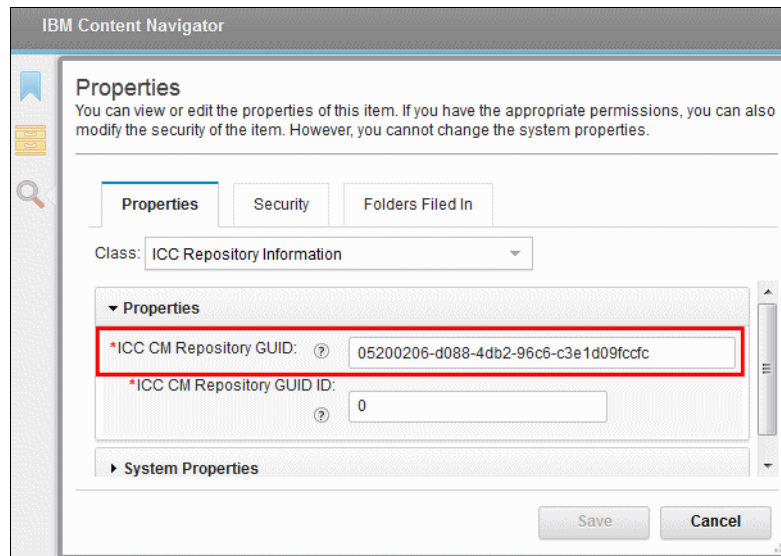 IBM Content Navigator
Properties
You can view or edit the properties of this item. If you have the appropriate permissions, you can also
modify the security of the item. However, you cannot change the system properties.
Properties Security Folders Filed In
Class: ICC Repository Information
Properties
*ICC CM Repository GUID: ? 05200206-d088-4db2-96c6-c3e1d09fccfc
*ICC CM Repository GUID ID:
? 0
System Properties
Save Cancel